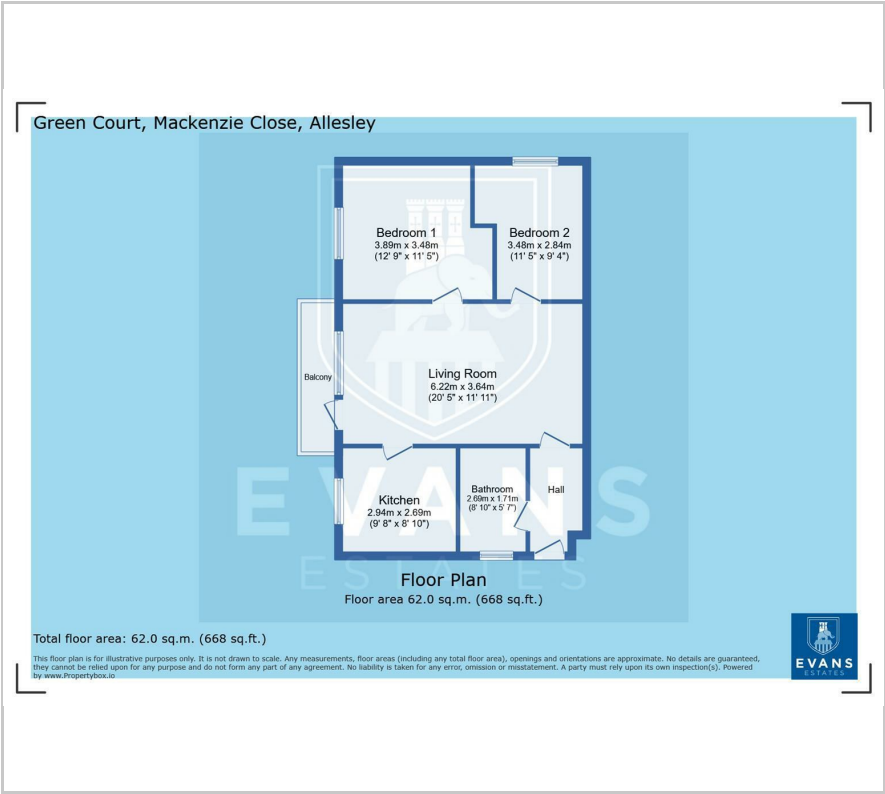 Green Court, Mackenzie Close, Allesley
Bedroom 1
3.89m x 3.48m
(12' 9" x 11' 5")
Bedroom 2
3.48m x 2.84m
(11' 5" x 9' 4")
Balcony
Living Room
6.22m x 3.64m
(20' 5" x 11' 11")
Kitchen
2.94m x 2.69m
(9' 8" x 8' 10")
Bathroom
2.69m x 1.71m
(8' 10" x 5' 7")
Hall
EVANS
ESTATES
Floor Plan
Floor area 62.0 sq.m. (668 sq.ft.)
Total floor area: 62.0 sq.m. (668 sq.ft.)
This floor plan is for illustrative purposes only. It is not drawn to scale. Any measurements, floor areas (including any total floor area), openings and orientations are approximate. No details are guaranteed,
they cannot be relied upon for any purpose and do not form any part of any agreement. No liability is taken for any error, omission or misstatement. A party must rely upon its own inspection(s). Powered
by www.Propertybox.io
EVANS
ESTATES